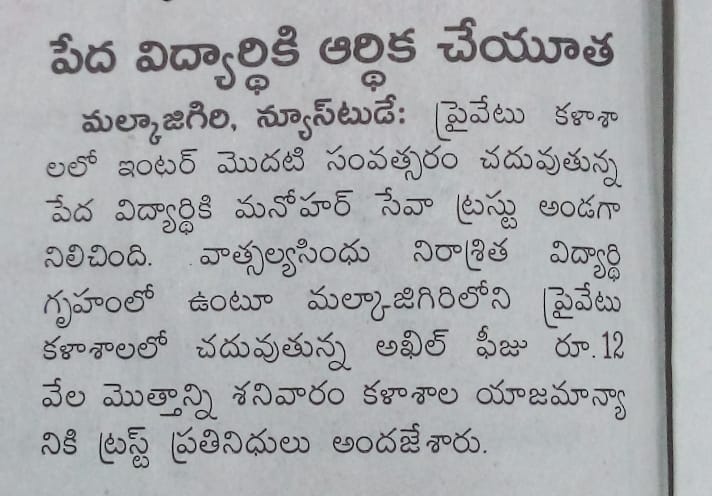 పేద విద్యార్థికి ఆర్థిక చేయూత
మల్కాజిగిరి, న్యూస్‌టుడే: ప్రైవేటు కళాశా
లలో ఇంటర్ మొదటి సంవత్సరం చదువుతున్న
పేద విద్యార్థికి మనోహర్ సేవా ట్రస్టు అండగా
నిలిచింది. వాత్సల్యసింధు నిరాశ్రిత విద్యార్థి
గృహంలో ఉంటూ మల్కాజిగిరిలోని ప్రైవేటు
కళాశాలలో చదువుతున్న అఖిల్ ఫీజు రూ.12
వేల మొత్తాన్ని శనివారం కళాశాల యాజమాన్యా
నికి ట్రస్ట్ ప్రతినిధులు అందజేశారు.